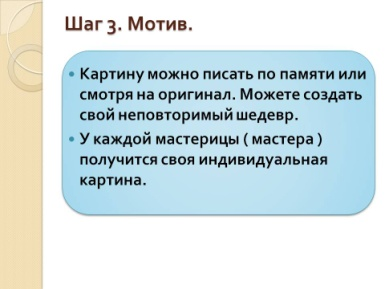 Шаг 3. Мотив.
• Картину можно писать по памяти или
смотря на оригинал. Можете создать
свой неповторимый шедевр.
• У каждой мастерицы ( мастера )
получится своя индивидуальная
картина.